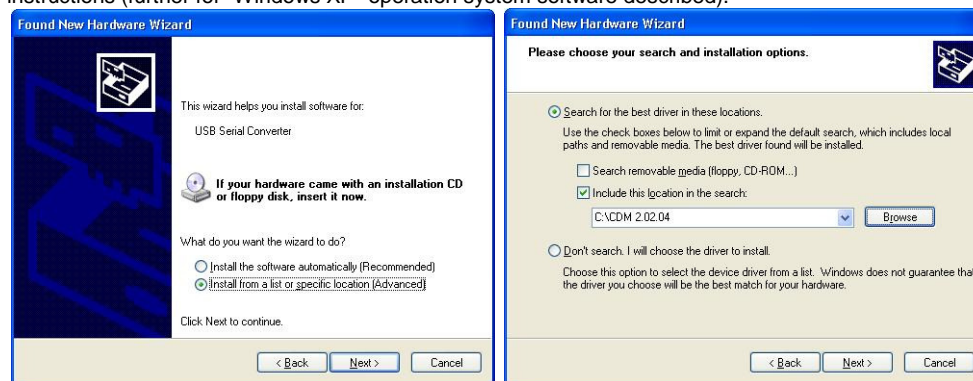 instructions (further for "Windows XP" operation system software described):
Found New Hardware Wizard
This wizard helps you install software for:
USB Serial Converter
If your hardware came with an installation CD
or floppy disk, insert it now.
What do you want the wizard to do?
Install the software automatically (Recommended)
Install from a list or specific location (Advanced)
Click Next to continue.
< Back
Next >
Cancel
Found New Hardware Wizard
Please choose your search and installation options.
Search for the best driver in these locations.
Use the check boxes below to limit or expand the default search, which includes local
paths and removable media. The best driver found will be installed.
Search removable media (floppy, CD-ROM...)
Include this location in the search:
C:\CDM 2.02.04
Browse
Don't search. I will choose the driver to install.
Choose this option to select the device driver from a list. Windows does not guarantee that
the driver you choose will be the best match for your hardware.
< Back
Next >
Cancel